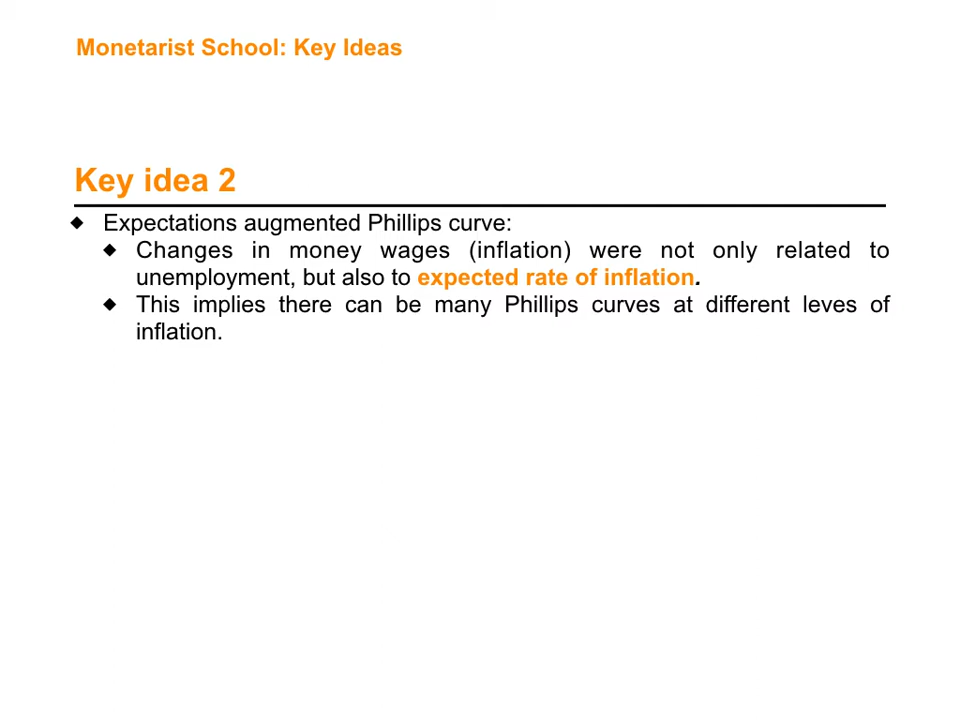 Monetarist School: Key Ideas
Key idea 2
◆ Expectations augmented Phillips curve:
◆ Changes in money wages (inflation) were not only related to
unemployment, but also to expected rate of inflation.
◆ This implies there can be many Phillips curves at different leves of
inflation.